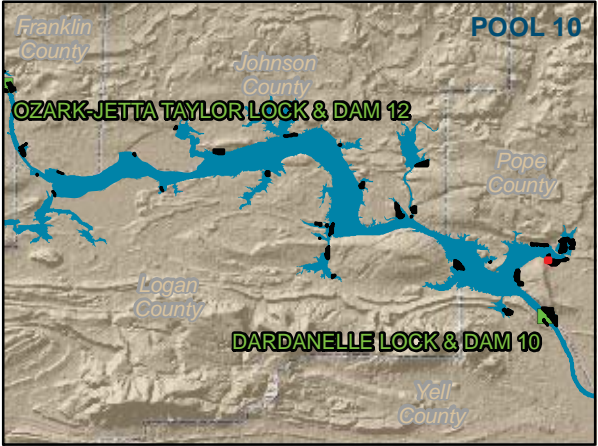 POOL 10
Franklin
County
Johnson
County
OZARK-JETTA TAYLOR LOCK & DAM 12
Pope
County
Logan
County
DARDANELLE LOCK & DAM 10
Yell
County